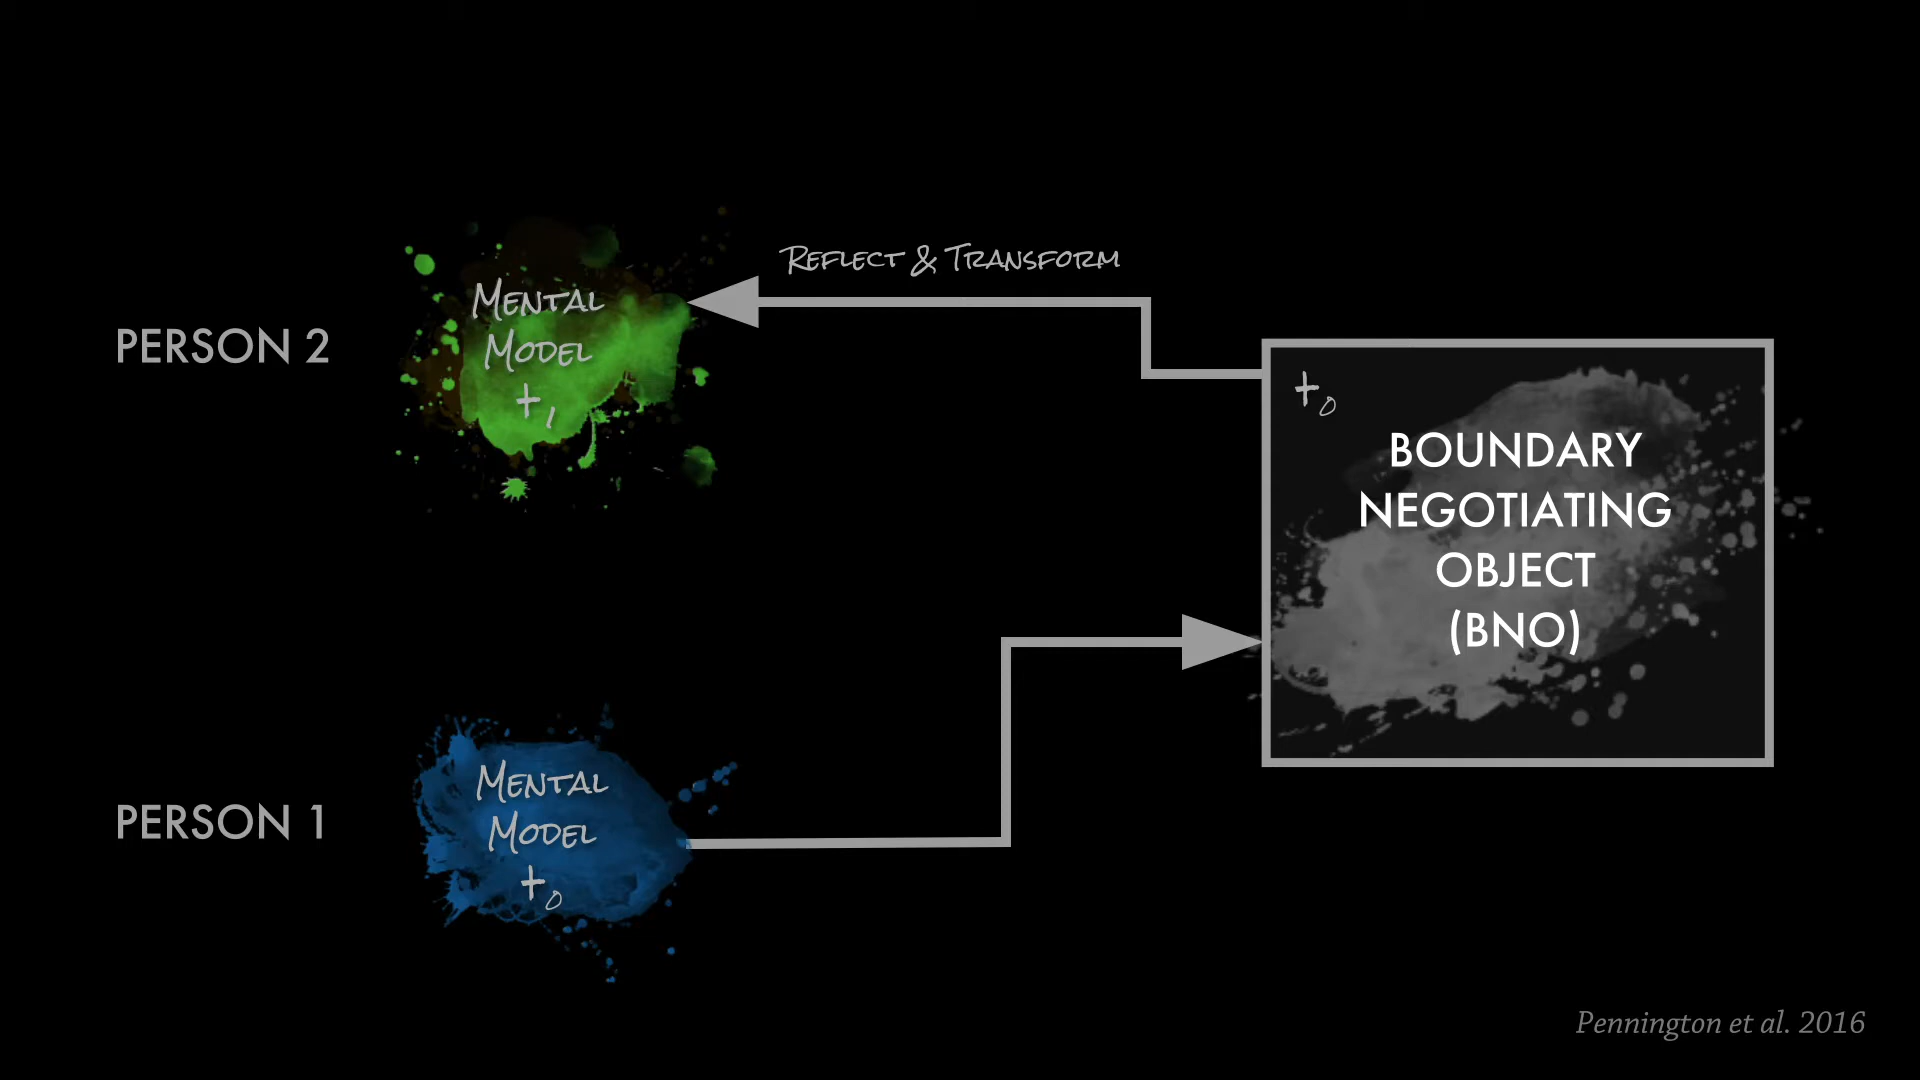 Reflect & Transform
PERSON 2
Mental
Model
t1
t0
BOUNDARY
NEGOTIATING
OBJECT
(BNO)
PERSON 1
Mental
Model
t0
Pennington et al. 2016